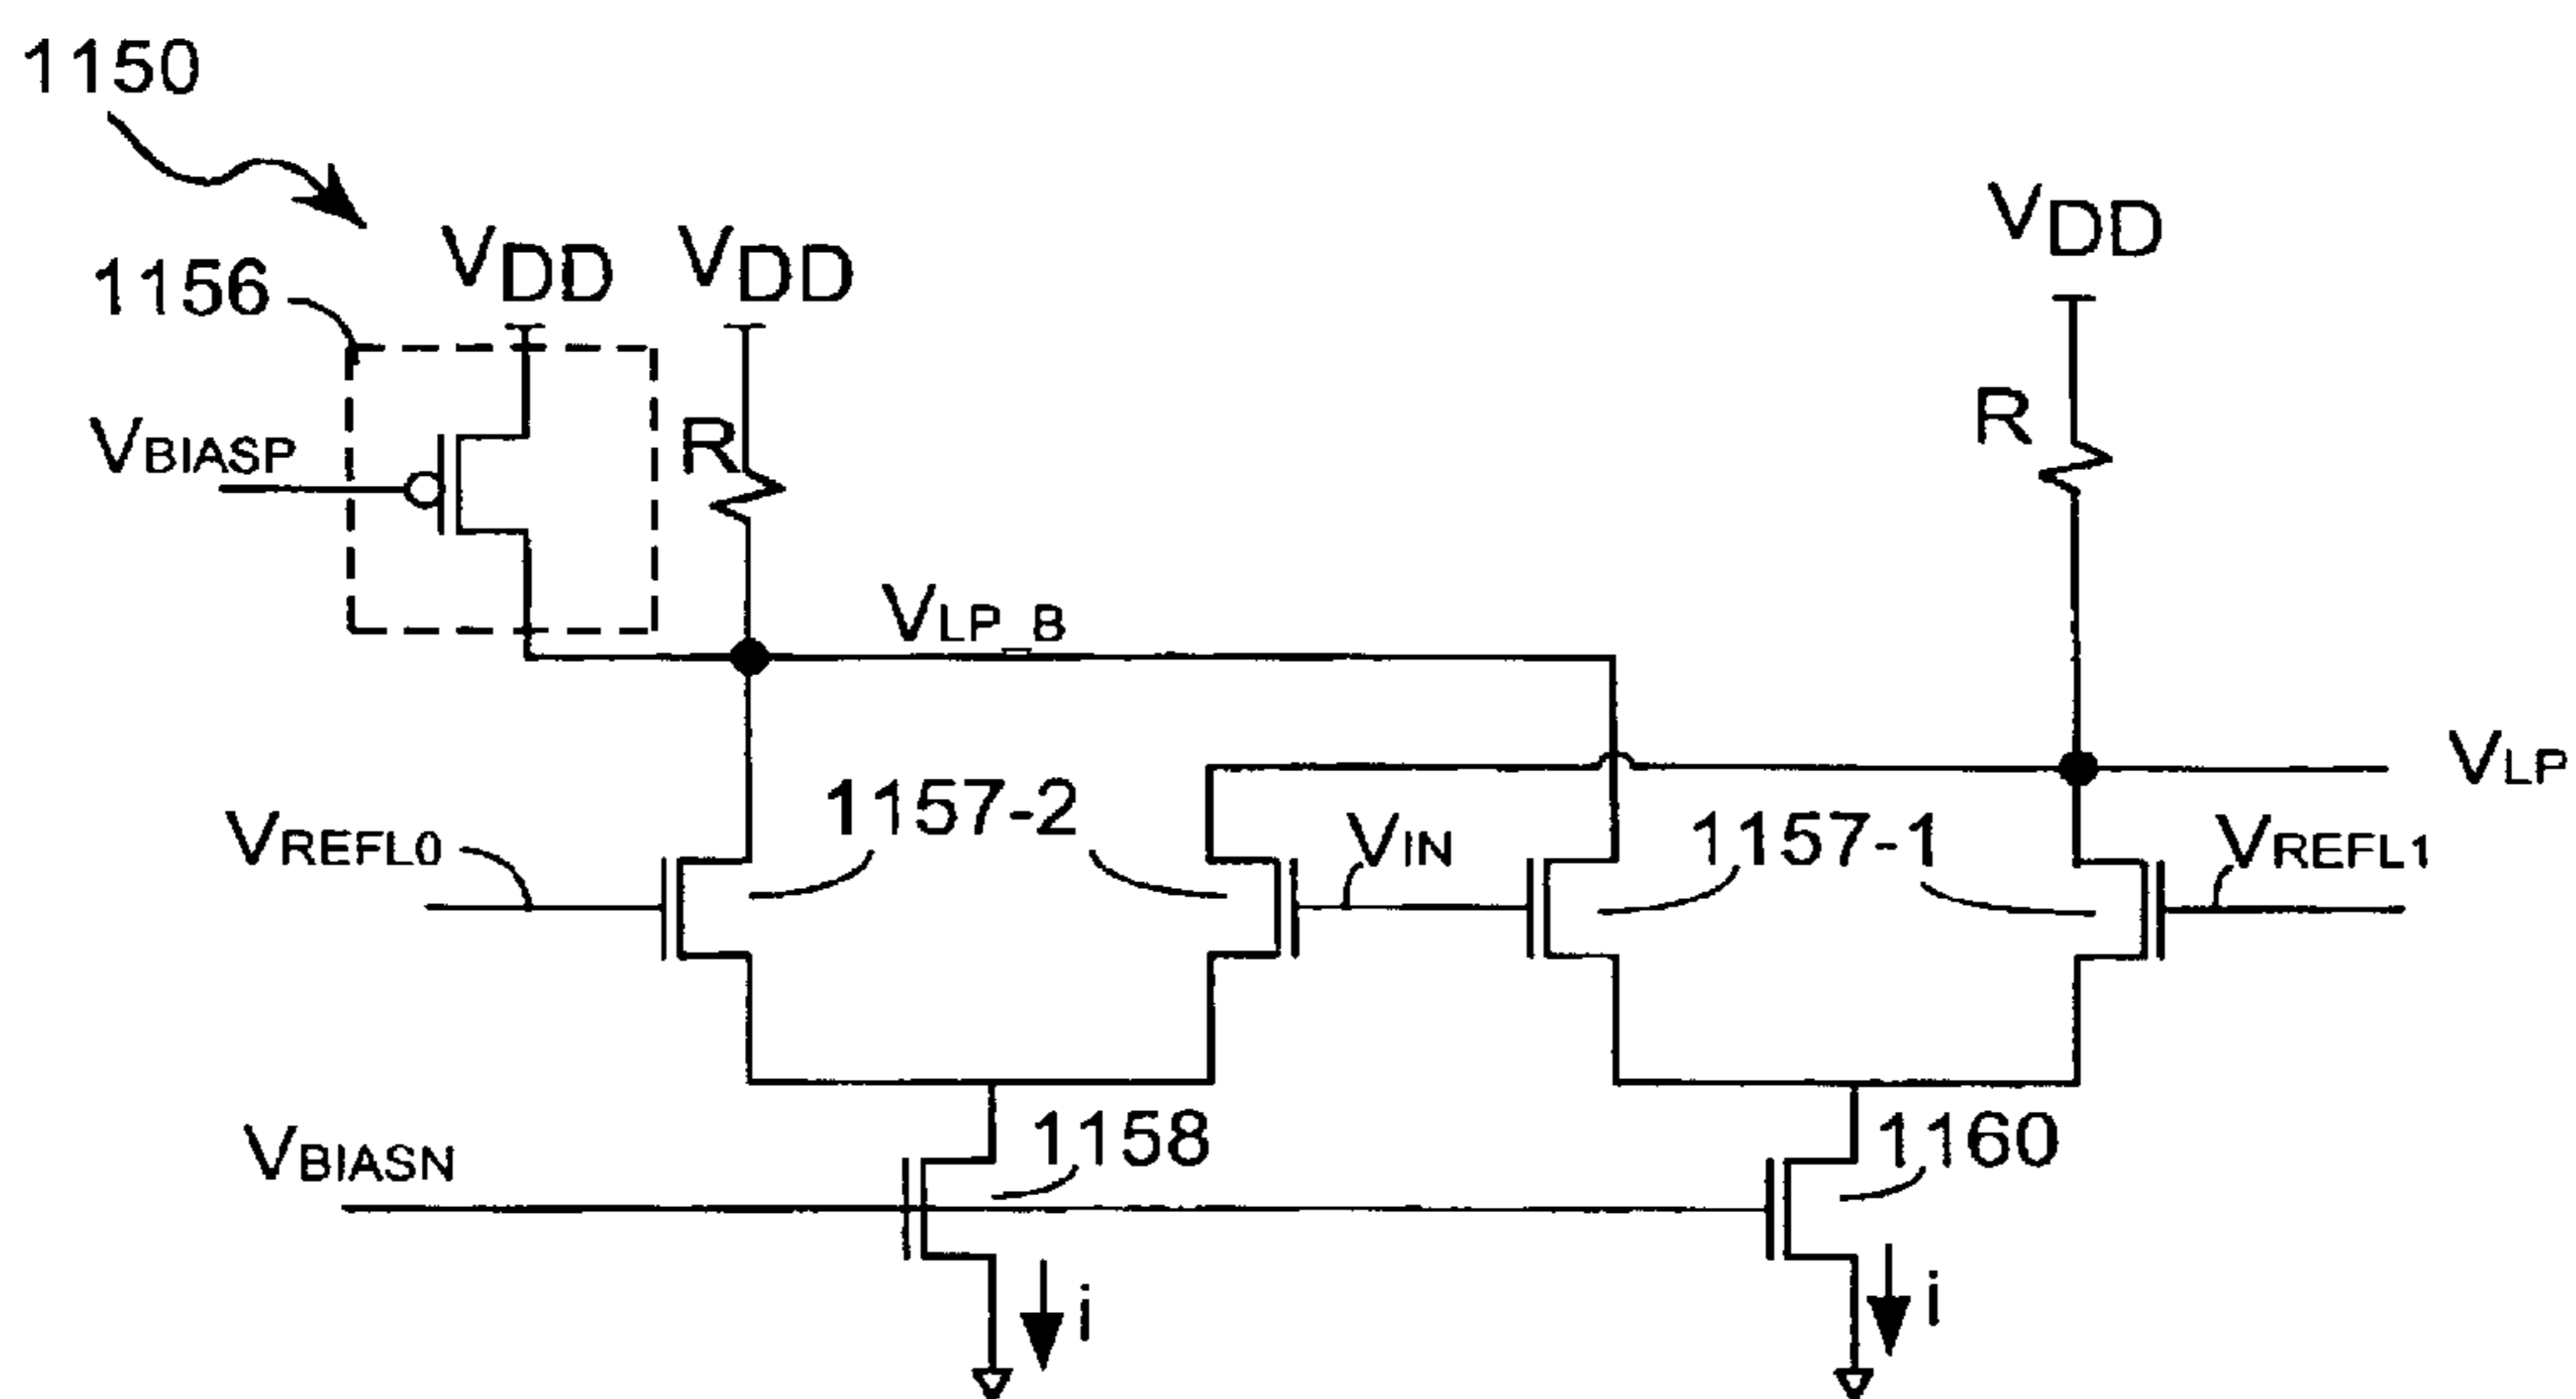 1150
VDD
VDD
VDD
1156
R
R
VBIASP
VLP_B
VLP
VREFL0
1157-2
VIN
1157-1
VREFL1
VBIASN
1158
1160
i
i